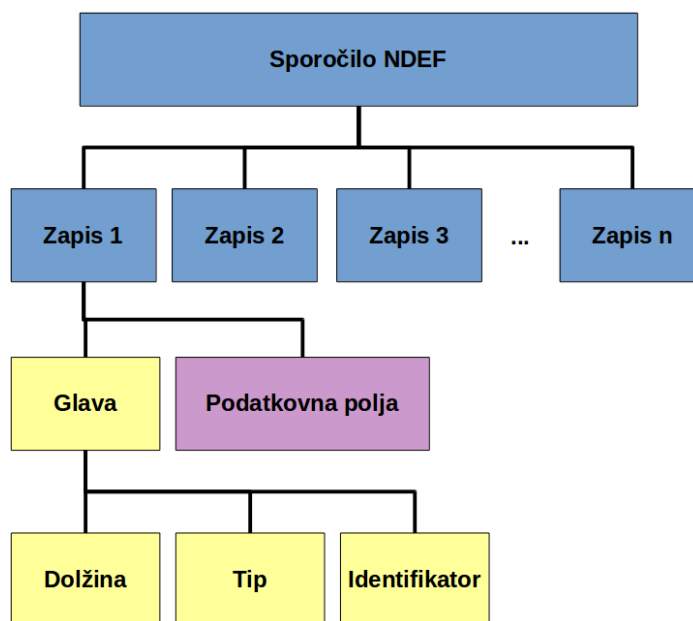 Sporočilo NDEF
Zapis 1
Zapis 2
Zapis 3
...
Zapis n
Glava
Podatkovna polja
Dolžina
Tip
Identifikator